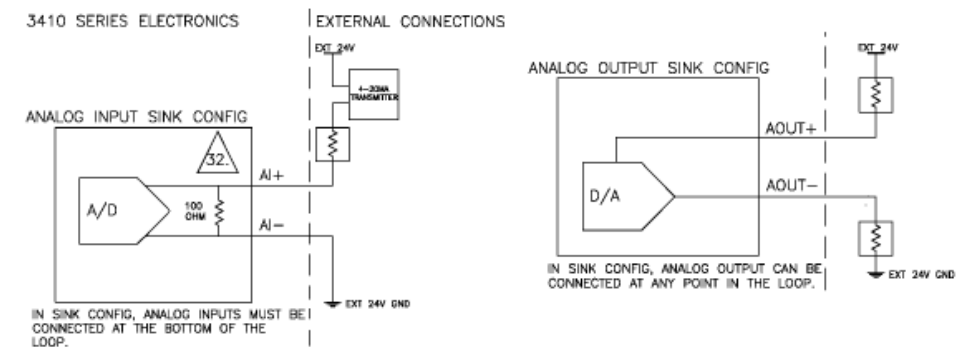 3410 SERIES ELECTRONICS
EXTERNAL CONNECTIONS
EXT 24V
4-20MA
TRANSMITTER
ANALOG INPUT SINK CONFIG
32.
AI+
A/D
100
OHM
AI-
EXT 24V GND
IN SINK CONFIG, ANALOG INPUTS MUST BE
CONNECTED AT THE BOTTOM OF THE
LOOP.
EXT 24V
ANALOG OUTPUT SINK CONFIG
AOUT+
D/A
AOUT-
IN SINK CONFIG, ANALOG OUTPUT CAN BE
CONNECTED AT ANY POINT IN THE LOOP.
EXT 24V GND